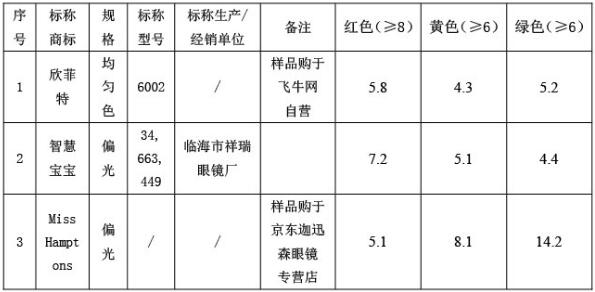 序号 标称商标 规格 标称型号 标称生产/经销单位 备注 红色(≥8) 黄色(≥6) 绿色(≥6)
1 欣菲特 均匀色 6002 / 样品购于飞牛网自营 5.8 4.3 5.2
2 智慧宝宝 偏光 34,663,449 临海市祥瑞眼镜厂 7.2 5.1 4.4
3 Miss Hamptons 偏光 / / 样品购于京东迦迅森眼镜专营店 5.1 8.1 14.2